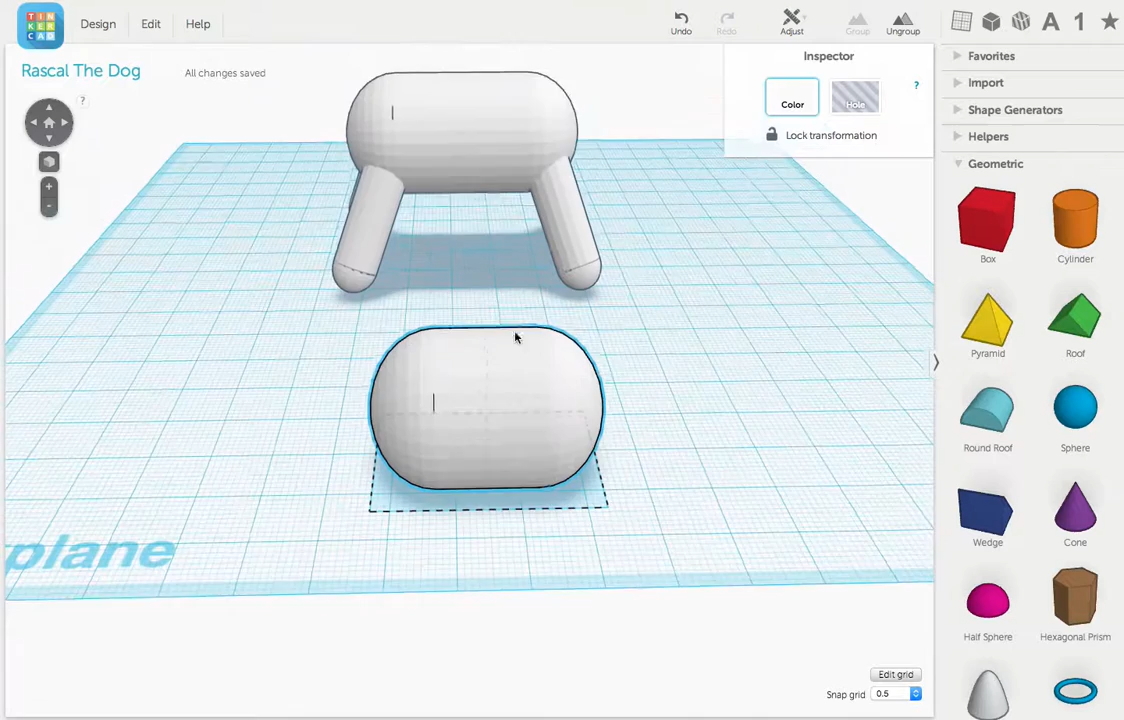 TIN
KER
CAD
Design
Edit
Help
Undo
Redo
Adjust
Group
Ungroup
1
Rascal The Dog
All changes saved
?
Inspector
Color
Hole
?
Lock transformation
Favorites
Import
Shape Generators
Helpers
Geometric
Box
Cylinder
Pyramid
Roof
Round Roof
Sphere
Wedge
Cone
Half Sphere
Hexagonal Prism
plane
Edit grid
Snap grid 0.5